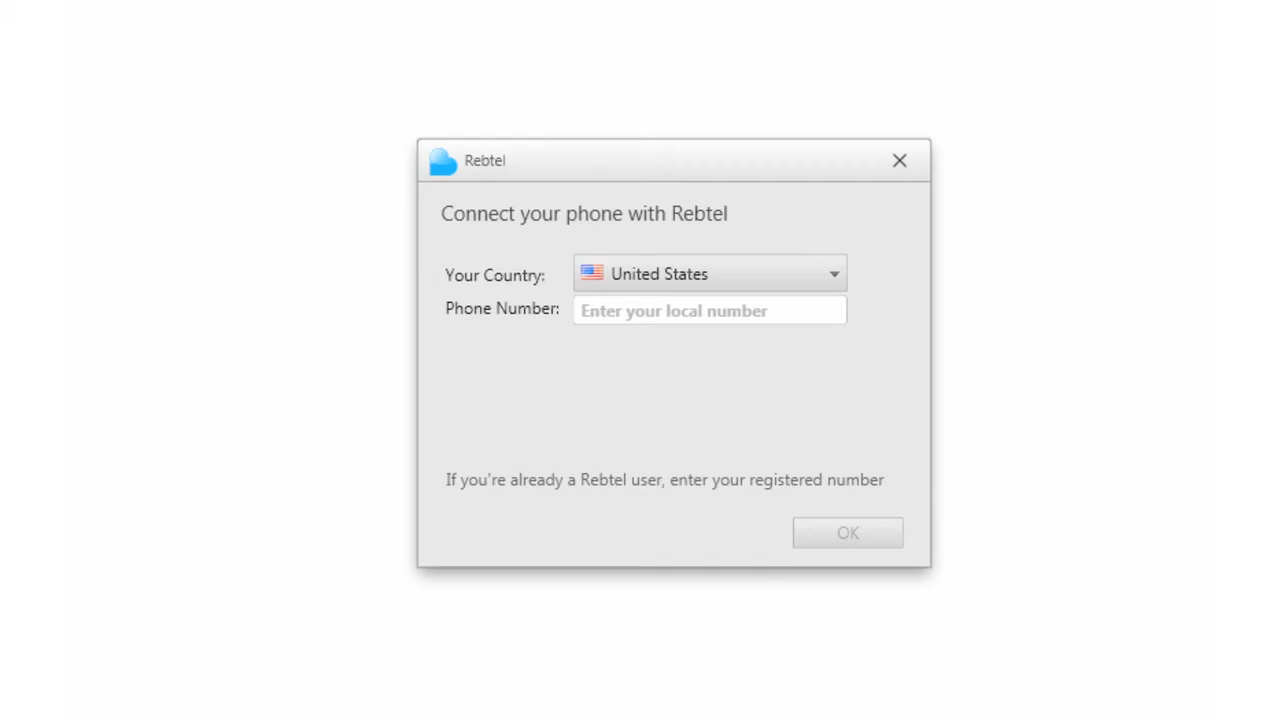 Rebtel
Connect your phone with Rebtel
Your Country:
United States
Phone Number:
Enter your local number
If you're already a Rebtel user, enter your registered number
OK